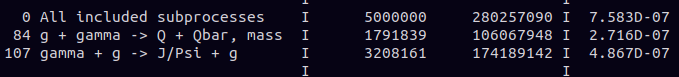 I I I
0 All included subprocesses I 5000000 280257090 I 7.583D-07
84 g + gamma -> Q + Qbar, mass I 1791839 106067948 I 2.716D-07
107 gamma + g -> J/Psi + g I 3208161 174189142 I 4.867D-07
I I